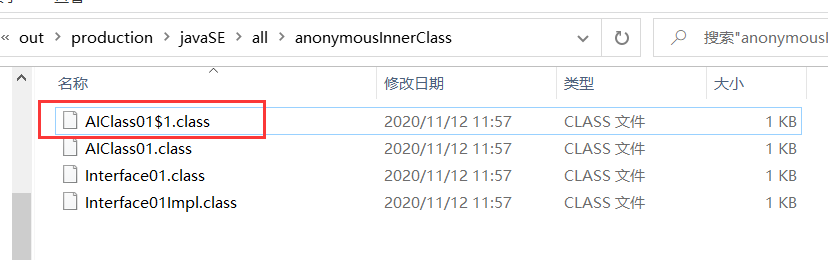 « out > production > javaSE > all > anonymousInnerClass 搜索"anonymousI
名称 修改日期 类型 大小
AIClass01$1.class 2020/11/12 11:57 CLASS 文件 1 KB
AIClass01.class 2020/11/12 11:57 CLASS 文件 1 KB
Interface01.class 2020/11/12 11:57 CLASS 文件 1 KB
Interface01Impl.class 2020/11/12 11:57 CLASS 文件 1 KB